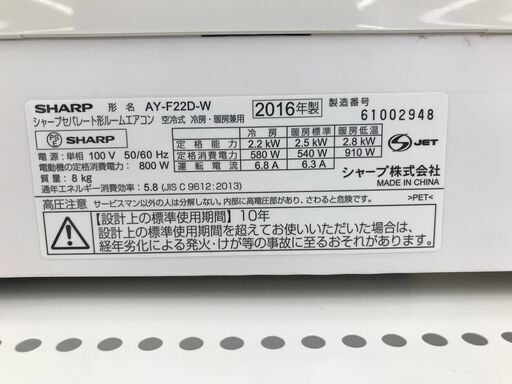 SHARP 形名 AY-F22D-W 2016年製 製造番号
シャープセパレート形ルームエアコン 空冷式 冷房・暖房兼用 61002948
PS E SHARP
冷房 暖房標準 暖房低温
定格能力 2.2 kW 2.5 kW 2.8 kW
電源：単相 100 V 50/60 Hz 定格消費電力 580 W 540 W 910 W
電動機の定格消費電力 800 W 運転電流 6.8 A 6.3 A
S JET
質量：8 kg
通年エネルギー消費効率：5.8 (JIS C 9612:2013)
シャープ株式会社
MADE IN CHINA
高圧注意 サービスマン以外の人は分解しない。内部に高電圧部があり、さわると危険です。 >PET<
【設計上の標準使用期間】10年
設計上の標準使用期間を超えてお使いいただいた場合は、
経年劣化による発火・けが等の事故に至るおそれがあります。